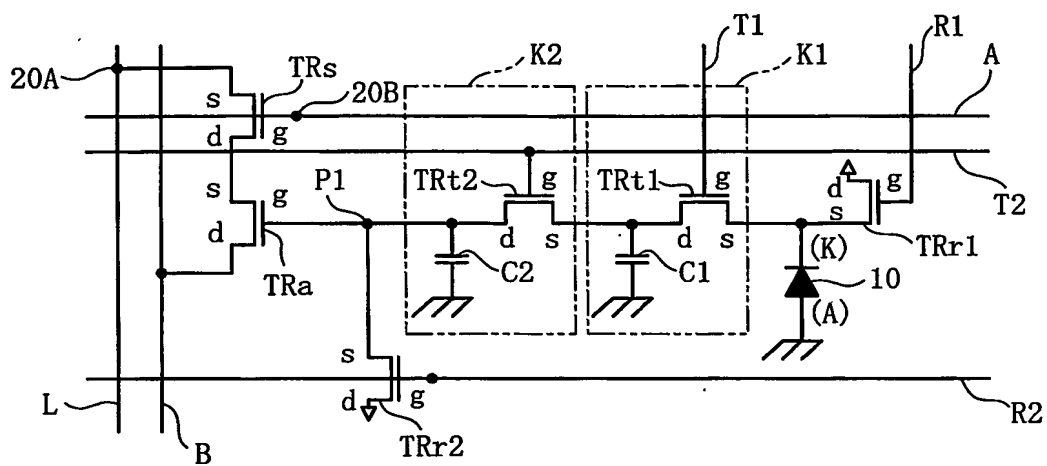 T1
R1
K2
K1
A
20A
TRs
20B
s
d
g
P1
TRt2
g
TRt1
g
d
T2
s
g
d
s
d
s
s
TRr1
d
TRa
C2
C1
(K)
10
(A)
s
d
g
L
B
TRr2
R2